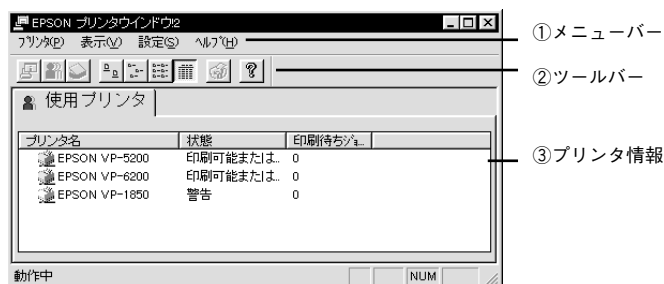 EPSON プリンタウインドウ!2
プリンタ(P) 表示(V) 設定(S) ヘルプ(H)
①メニューバー
②ツールバー
使用プリンタ
プリンタ名 状態 印刷待ちジョ...
EPSON VP-5200 印刷可能または... 0
EPSON VP-6200 印刷可能または... 0
EPSON VP-1850 警告 0
③プリンタ情報
動作中 NUM